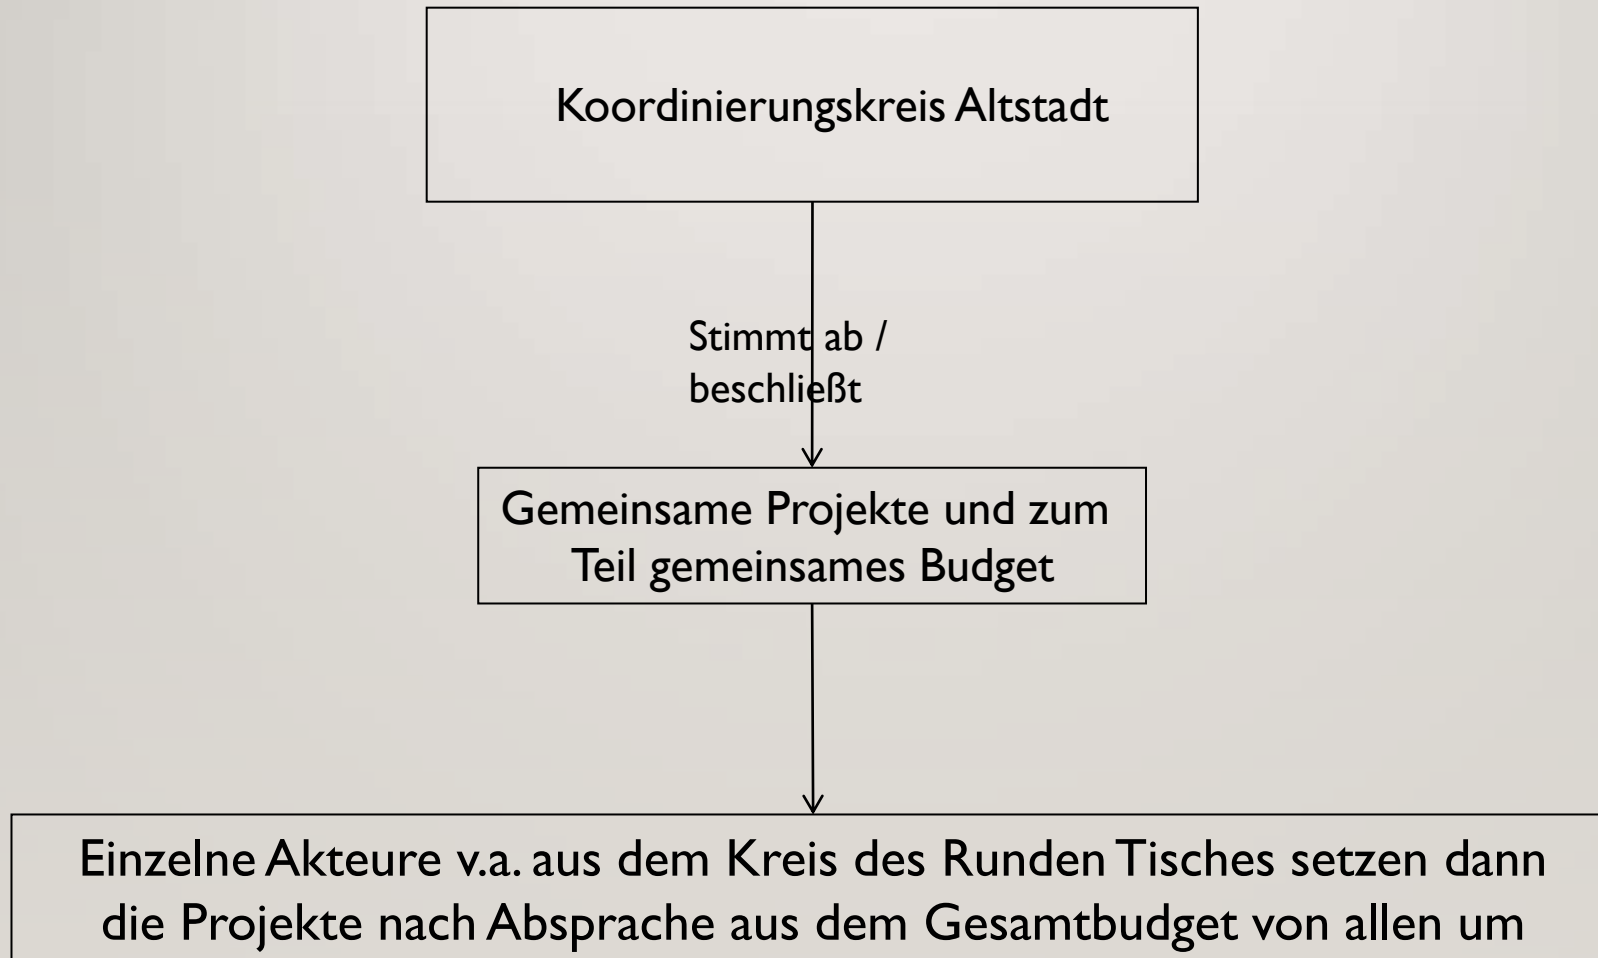 Koordinierungskreis Altstadt
Stimmt ab /
beschließt
Gemeinsame Projekte und zum
Teil gemeinsames Budget
Einzelne Akteure v.a. aus dem Kreis des Runden Tisches setzen dann
die Projekte nach Absprache aus dem Gesamtbudget von allen um